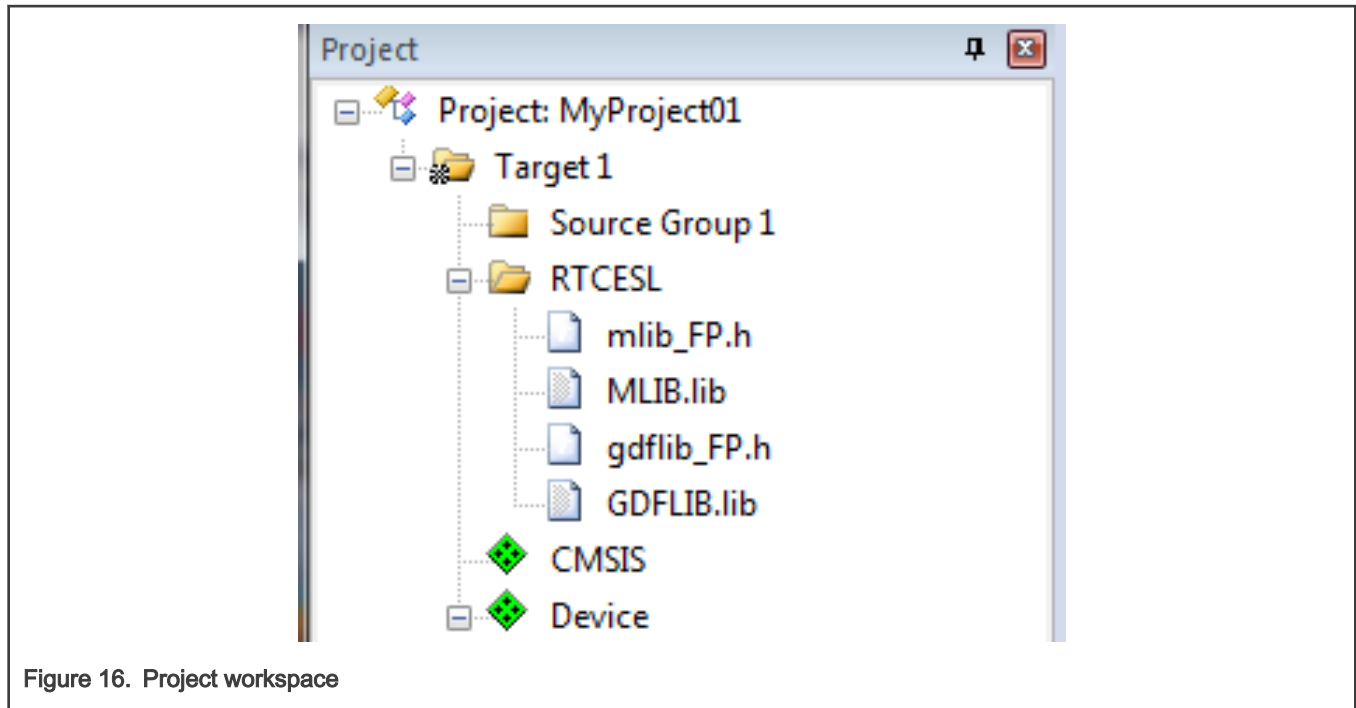 Project
Project: MyProject01
Target 1
Source Group 1
RTCESL
mlib_FP.h
MLIB.lib
gdflib_FP.h
GDFLIB.lib
CMSIS
Device
Figure 16. Project workspace